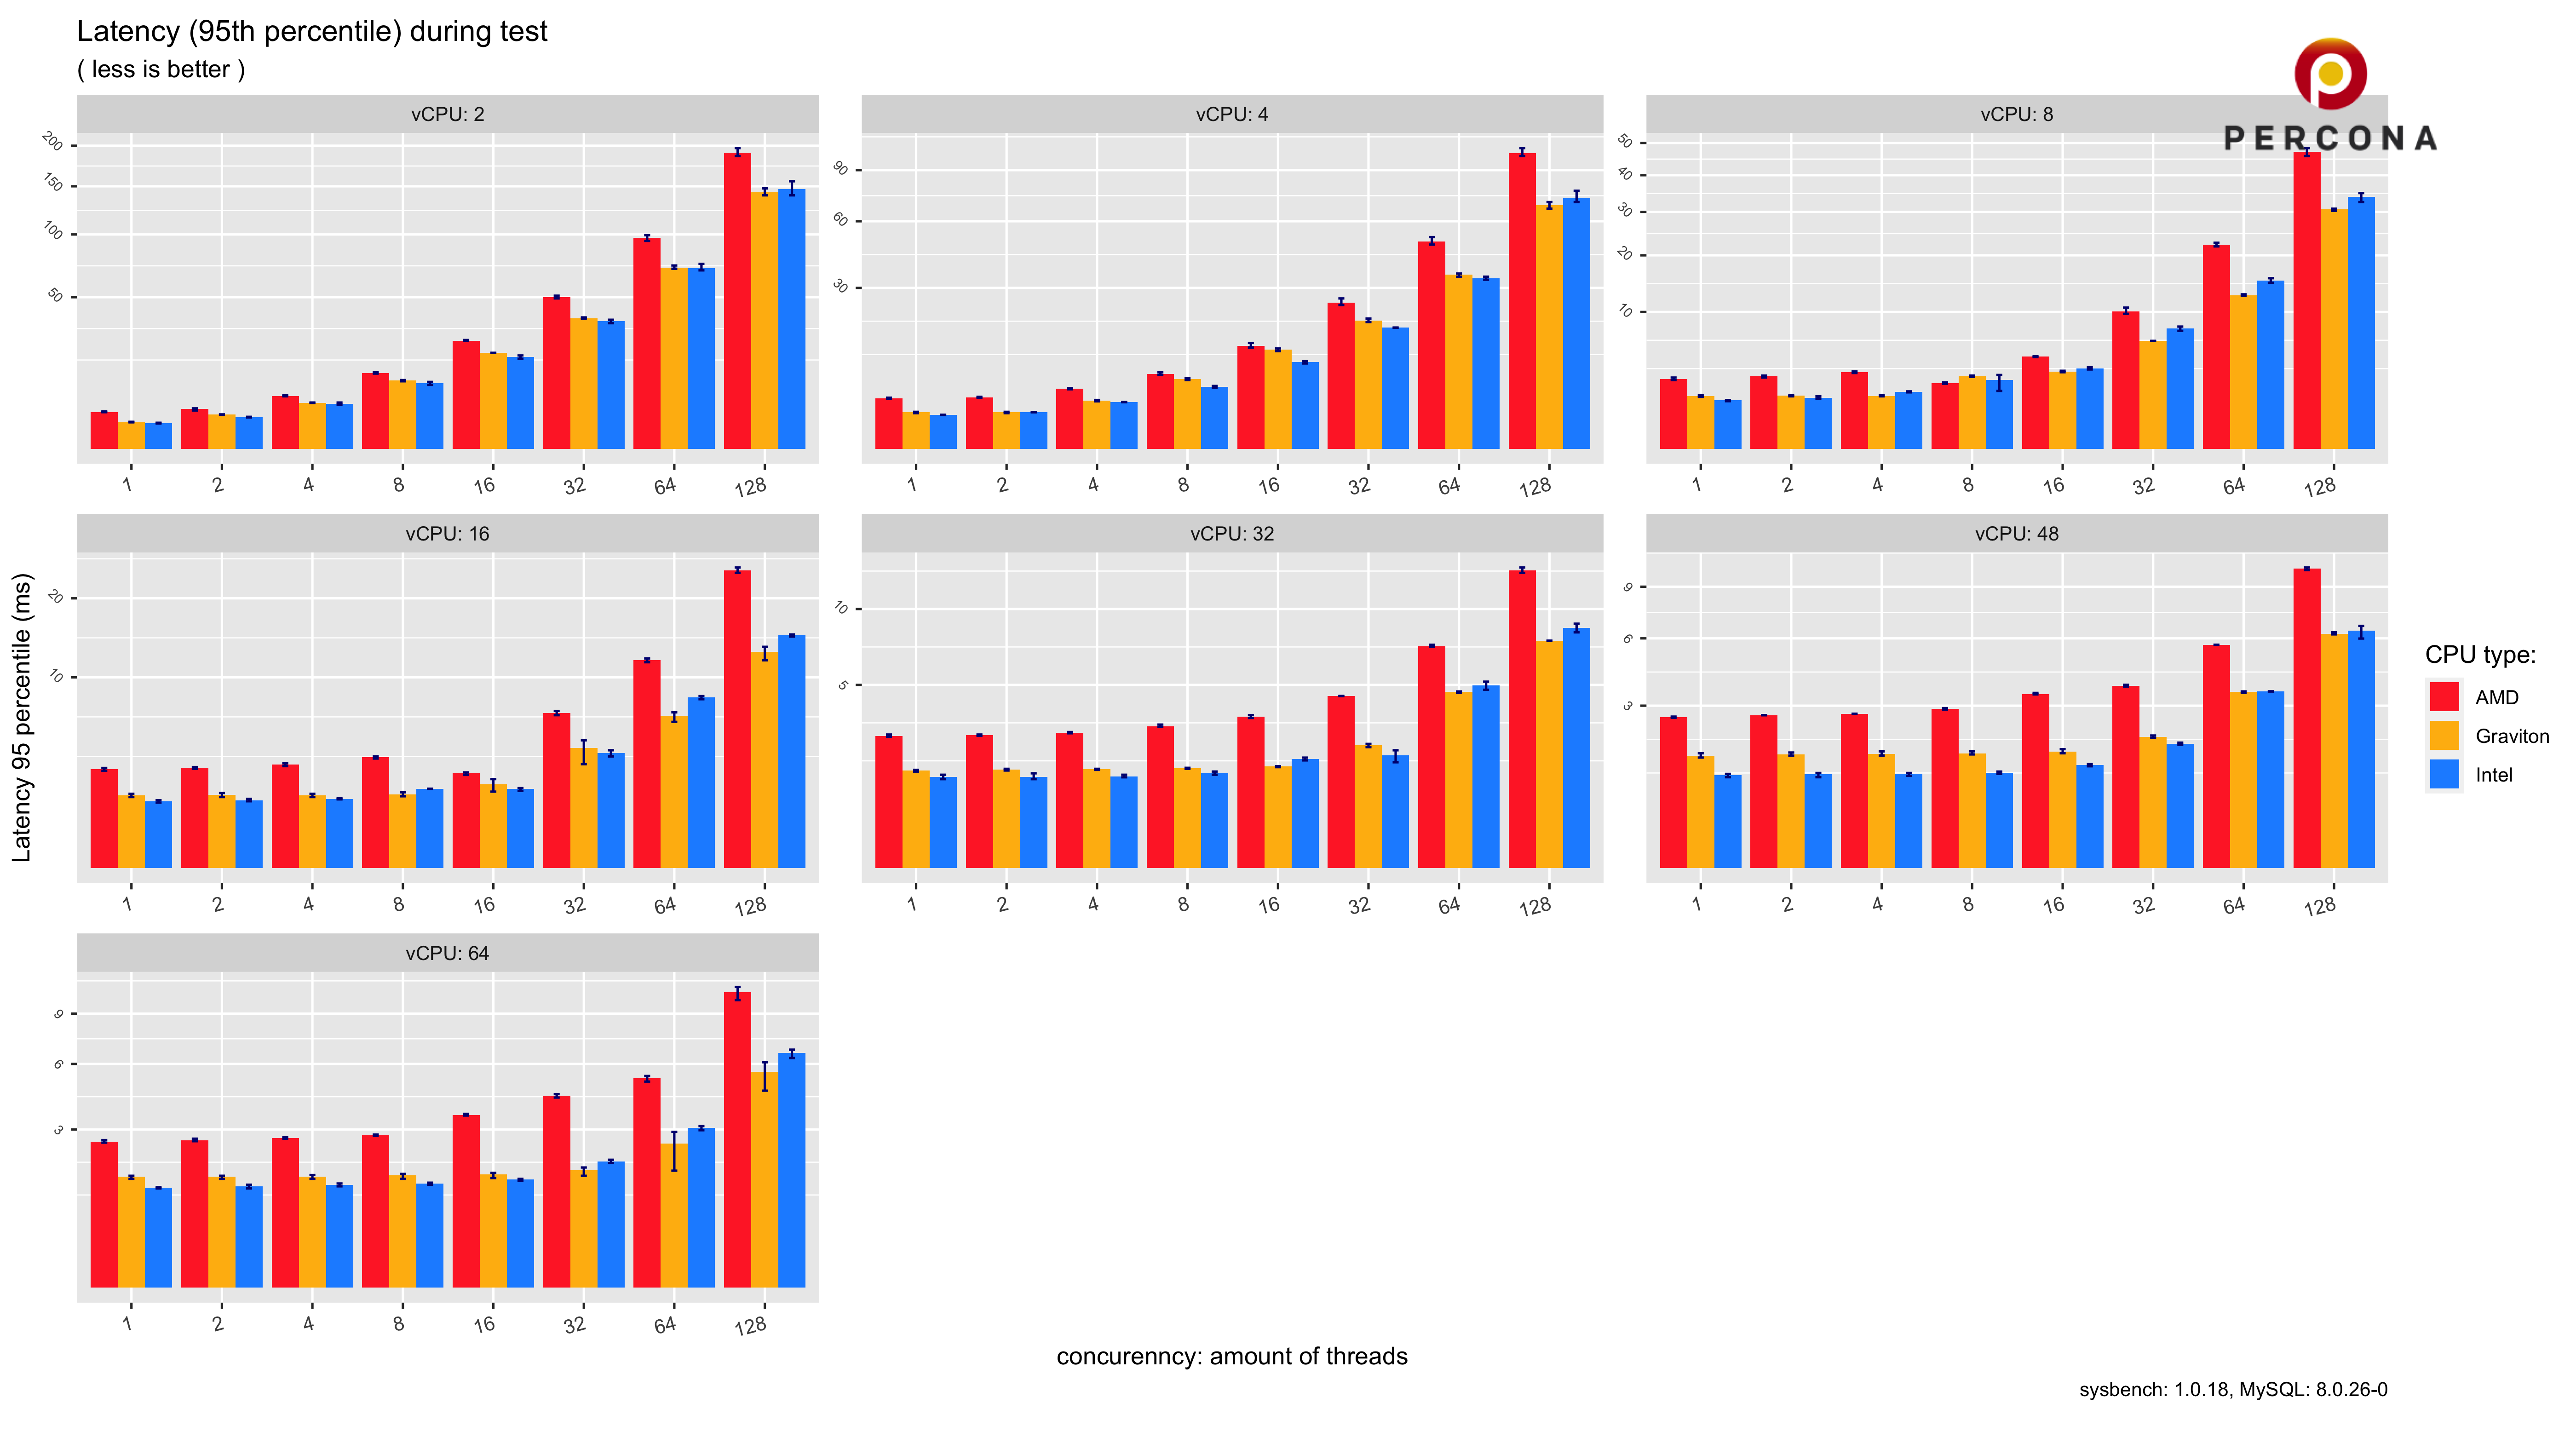 Latency (95th percentile) during test
( less is better )
PERCONA
vCPU: 2
200
150
100
50
1 2 4 8 16 32 64 128
vCPU: 4
90
60
30
1 2 4 8 16 32 64 128
vCPU: 8
50
40
30
20
10
1 2 4 8 16 32 64 128
Latency 95 percentile (ms)
vCPU: 16
20
10
1 2 4 8 16 32 64 128
vCPU: 32
10
5
1 2 4 8 16 32 64 128
vCPU: 48
9
6
3
1 2 4 8 16 32 64 128
CPU type:
AMD
Graviton
Intel
vCPU: 64
9
6
3
1 2 4 8 16 32 64 128
concurenncy: amount of threads
sysbench: 1.0.18, MySQL: 8.0.26-0